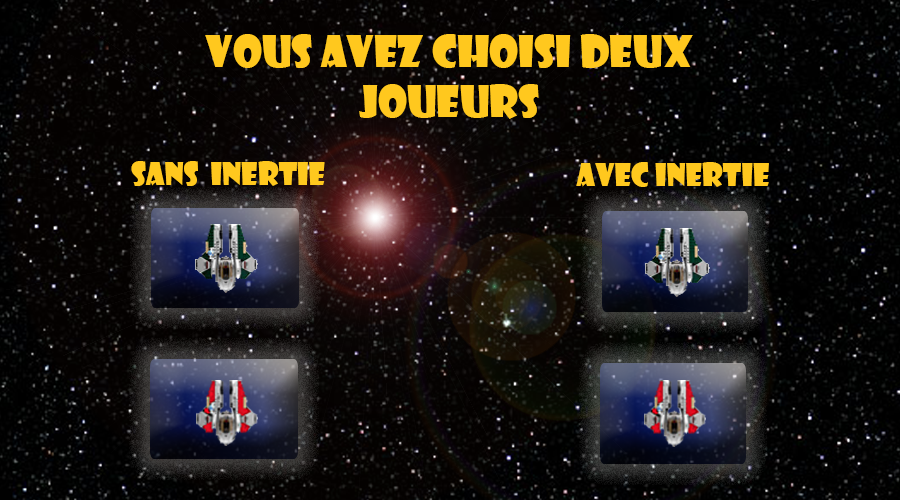 VOUS AVEZ CHOISI DEUX
JOUEURS
SANS INERTIE
AVEC INERTIE